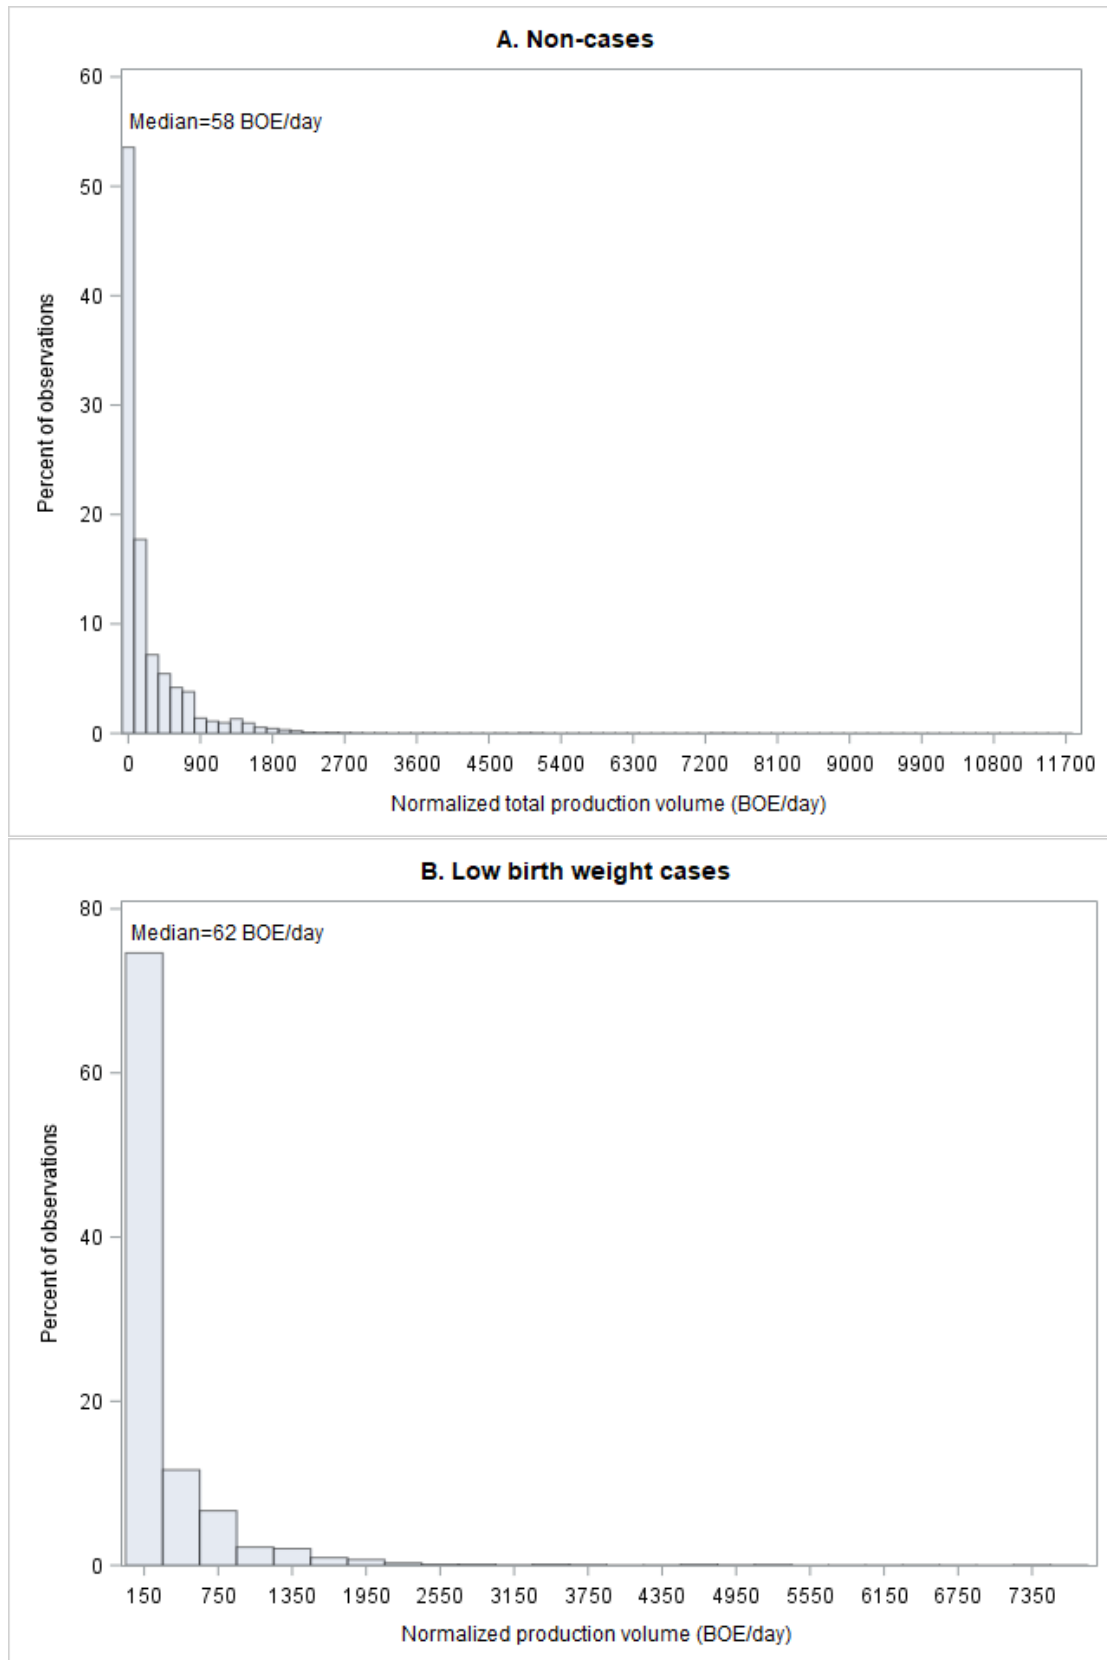 A. Non-cases
60
Median=58 BOE/day
50
40
30
20
10
0
Percent of observations
0 900 1800 2700 3600 4500 5400 6300 7200 8100 9000 9900 10800 11700
Normalized total production volume (BOE/day)
B. Low birth weight cases
80
Median=62 BOE/day
60
40
20
0
Percent of observations
150 750 1350 1950 2550 3150 3750 4350 4950 5550 6150 6750 7350
Normalized production volume (BOE/day)